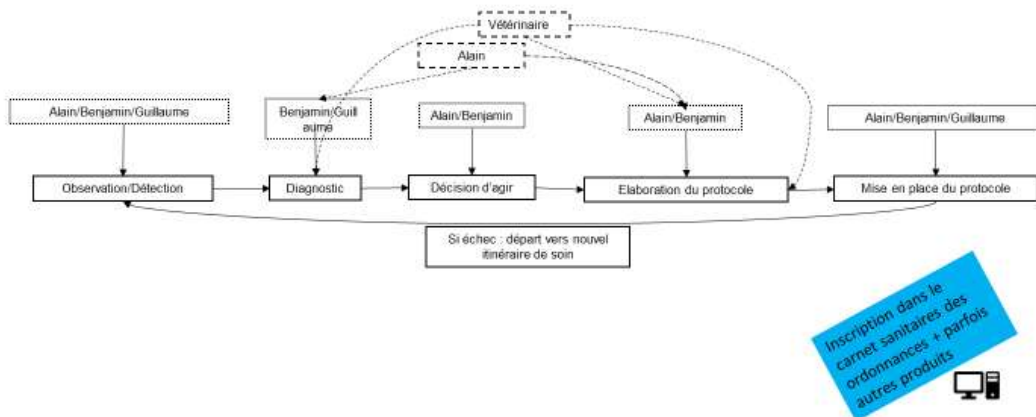 Vétérinaire
Alain
Alain/Benjamin/Guillaume
Benjamin/Guill
aume
Alain/Benjamin
Alain/Benjamin
Alain/Benjamin/Guillaume
Observation/Détection
Diagnostic
Décision d'agir
Elaboration du protocole
Mise en place du protocole
Si échec : départ vers nouvel
itinéraire de soin
Inscription dans le
carnet sanitaires des
ordonnances + parfois
autres produits